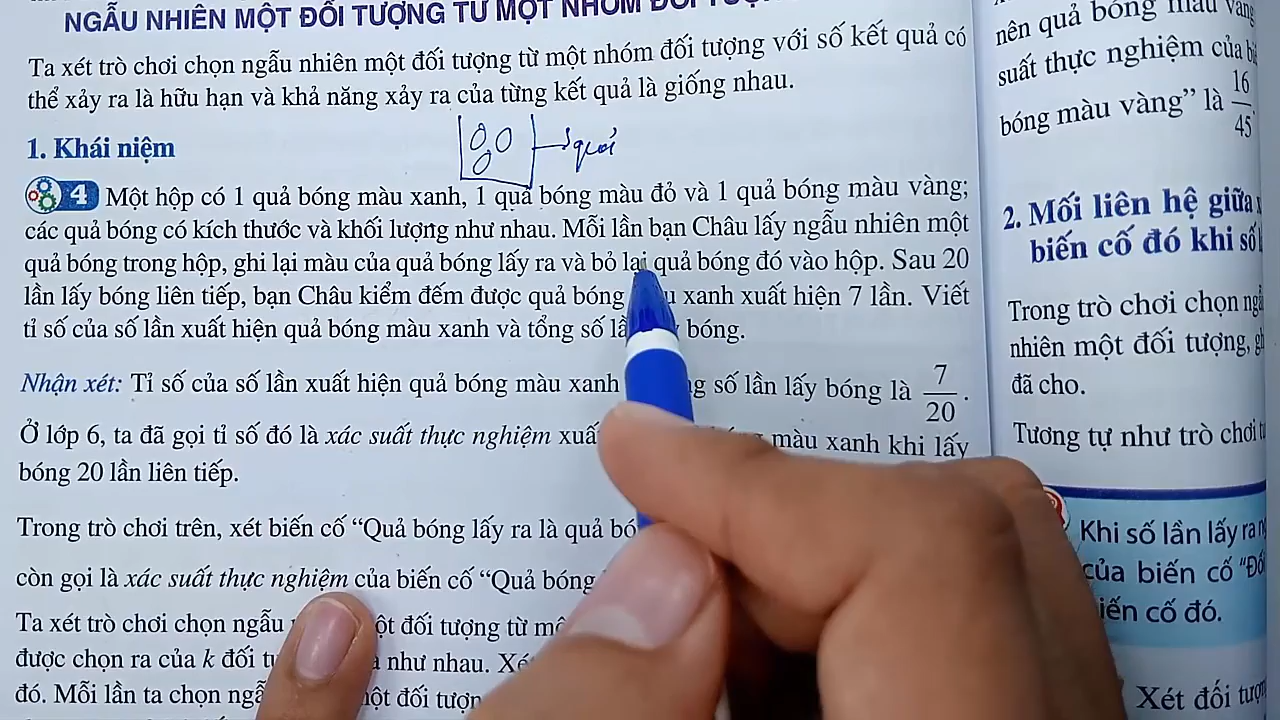 NGẪU NHIÊN MỘT ĐỐI TƯỢNG TỪ MỘT NHÓM ĐỐI
Ta xét trò chơi chọn ngẫu nhiên một đối tượng từ một nhóm đối tượng với số kết quả có
thể xảy ra là hữu hạn và khả năng xảy ra của từng kết quả là giống nhau.
1. Khái niệm
quả
4 Một hộp có 1 quả bóng màu xanh, 1 quả bóng màu đỏ và 1 quả bóng màu vàng;
các quả bóng có kích thước và khối lượng như nhau. Mỗi lần bạn Châu lấy ngẫu nhiên một
quả bóng trong hộp, ghi lại màu của quả bóng lấy ra và bỏ lại quả bóng đó vào hộp. Sau 20
lần lấy bóng liên tiếp, bạn Châu kiểm đếm được quả bóng xanh xuất hiện 7 lần. Viết
tỉ số của số lần xuất hiện quả bóng màu xanh và tổng số bóng.
Nhận xét: Tỉ số của số lần xuất hiện quả bóng màu xanh số lần lấy bóng là 7/20.
Ở lớp 6, ta đã gọi tỉ số đó là xác suất thực nghiệm màu xanh khi lấy
bóng 20 lần liên tiếp.
Trong trò chơi trên, xét biến cố “Quả bóng lấy ra là quả
còn gọi là xác suất thực nghiệm của biến cố “Quả bóng
Ta xét trò chơi chọn ngẫu một đối tượng từ
được chọn ra của k đối như nhau.
đó. Mỗi lần ta chọn một đối
nên quả bóng màu vàng
suất thực nghiệm của
bóng màu vàng” là 16/45.
2. Mối liên hệ giữa
biến cố đó khi số
Trong trò chơi chọn
nhiên một đối tượng,
đã cho.
Tương tự như trò chơi
Khi số lần lấy ra
của biến cố
biến cố đó.
Xét đối